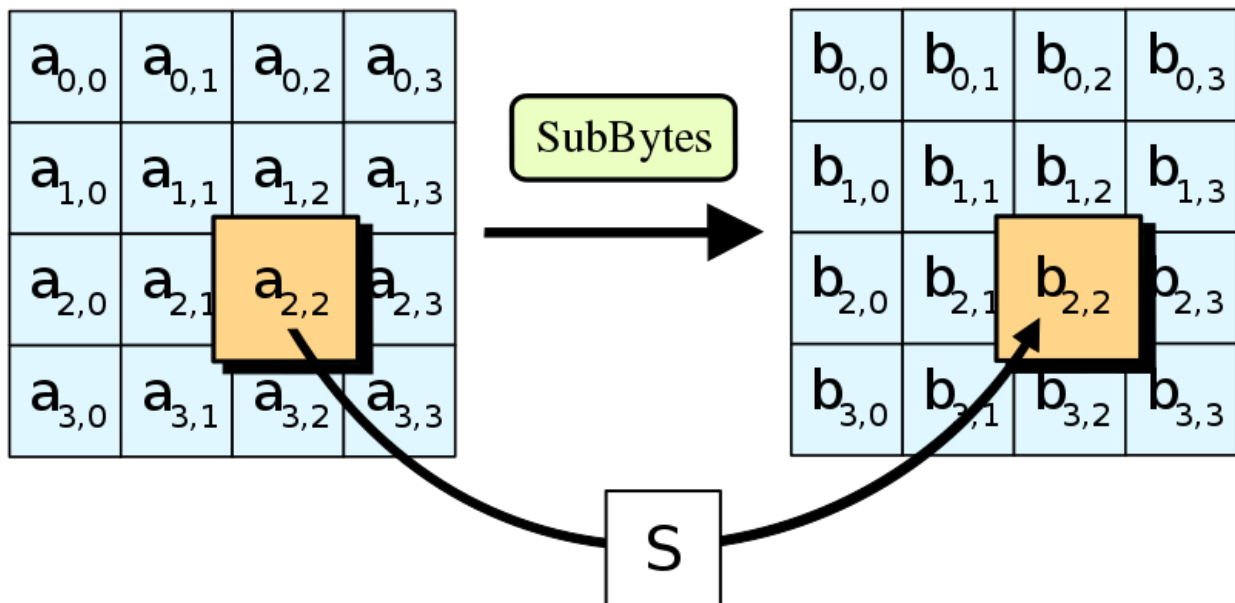 a0,0 a0,1 a0,2 a0,3
a1,0 a1,1 a1,2 a1,3
a2,0 a2,1 a2,2 a2,3
a3,0 a3,1 a3,2 a3,3
SubBytes
b0,0 b0,1 b0,2 b0,3
b1,0 b1,1 b1,2 b1,3
b2,0 b2,1 b2,2 b2,3
b3,0 b3,1 b3,2 b3,3
S